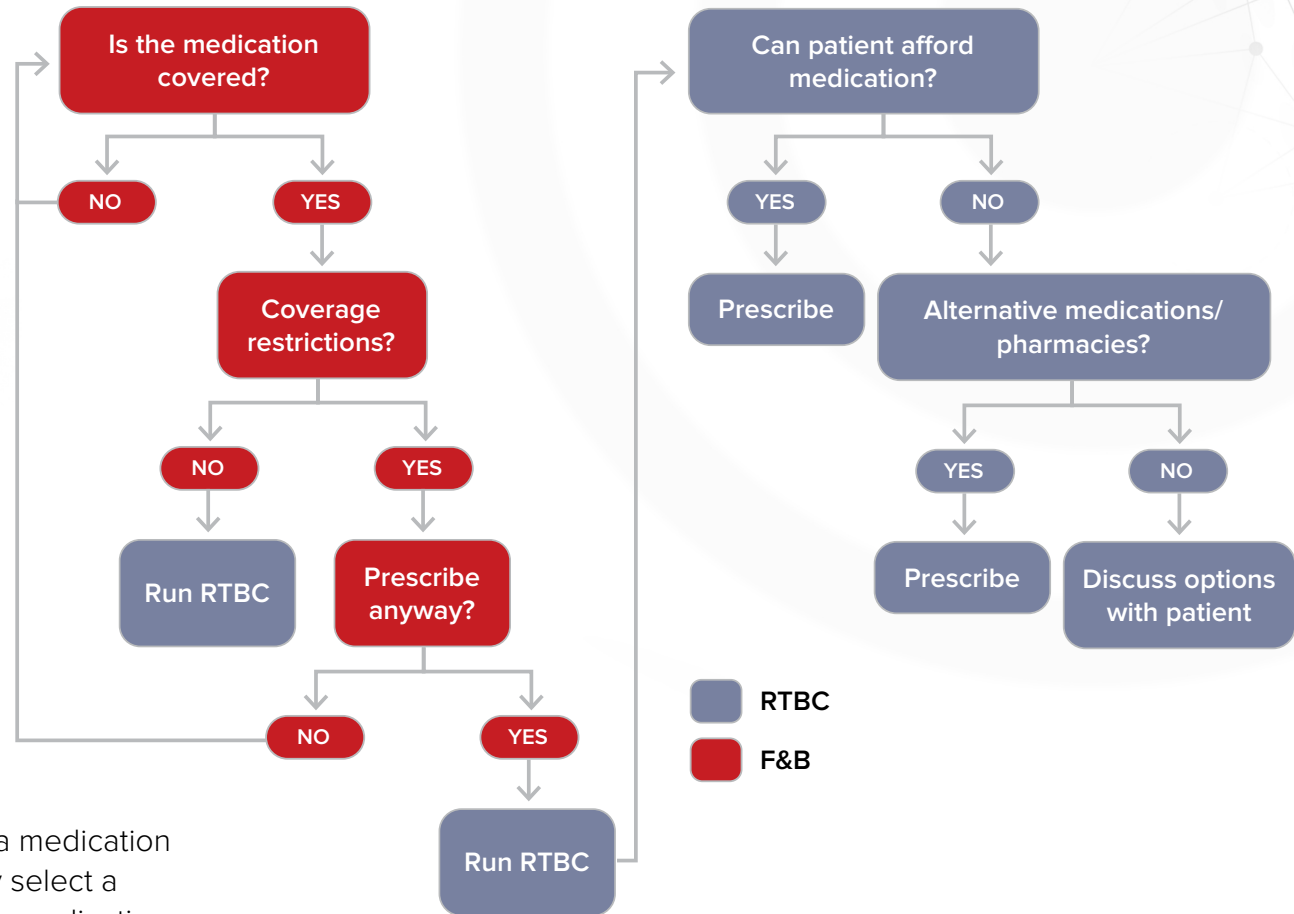 Is the medication
covered?
NO
YES
Coverage
restrictions?
NO
YES
Run RTBC
Prescribe
anyway?
NO
YES
Run RTBC
Can patient afford
medication?
YES
NO
Prescribe
Alternative medications/
pharmacies?
YES
NO
Prescribe
Discuss options
with patient
RTBC
F&B
a medication
select a